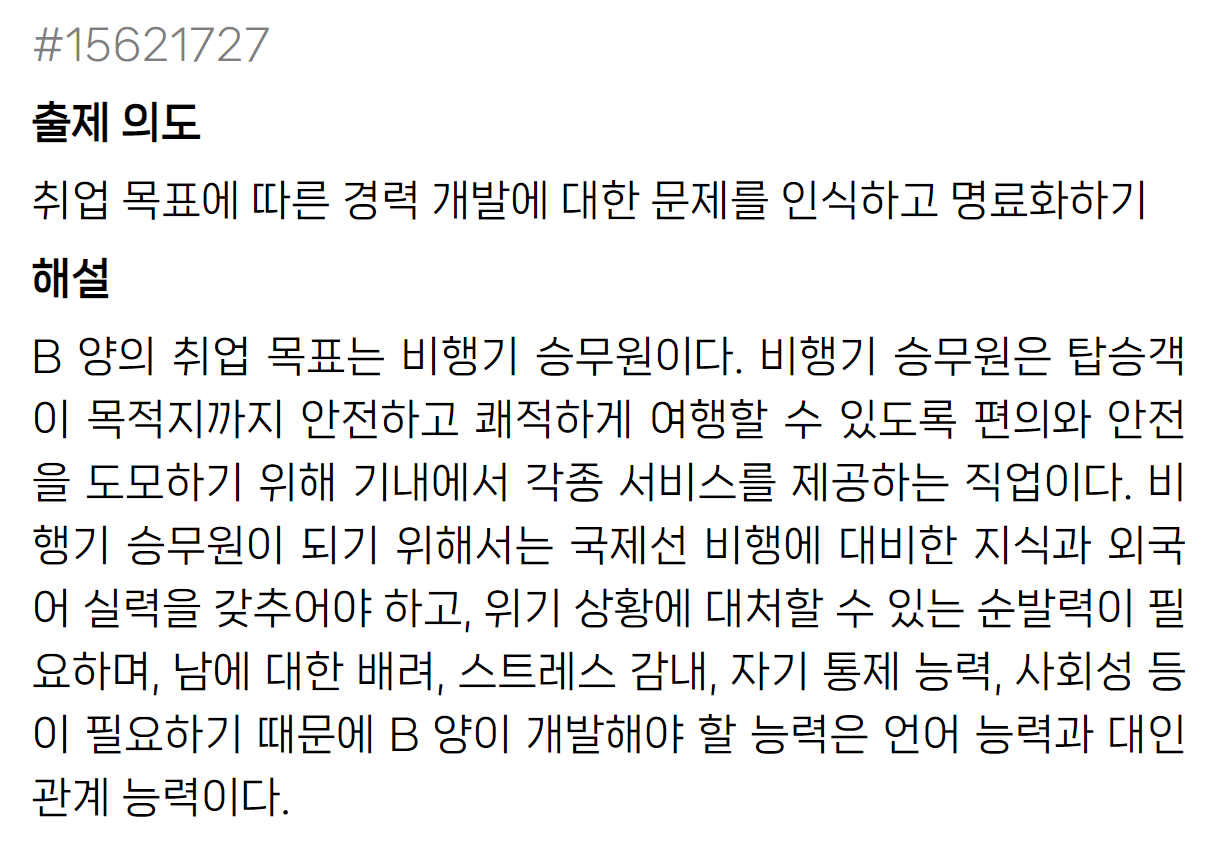 #15621727
출제 의도
취업 목표에 따른 경력 개발에 대한 문제를 인식하고 명료화하기
해설
B 양의 취업 목표는 비행기 승무원이다. 비행기 승무원은 탑승객
이 목적지까지 안전하고 쾌적하게 여행할 수 있도록 편의와 안전
을 도모하기 위해 기내에서 각종 서비스를 제공하는 직업이다. 비
행기 승무원이 되기 위해서는 국제선 비행에 대비한 지식과 외국
어 실력을 갖추어야 하고, 위기 상황에 대처할 수 있는 순발력이 필
요하며, 남에 대한 배려, 스트레스 감내, 자기 통제 능력, 사회성 등
이 필요하기 때문에 B 양이 개발해야 할 능력은 언어 능력과 대인
관계 능력이다.